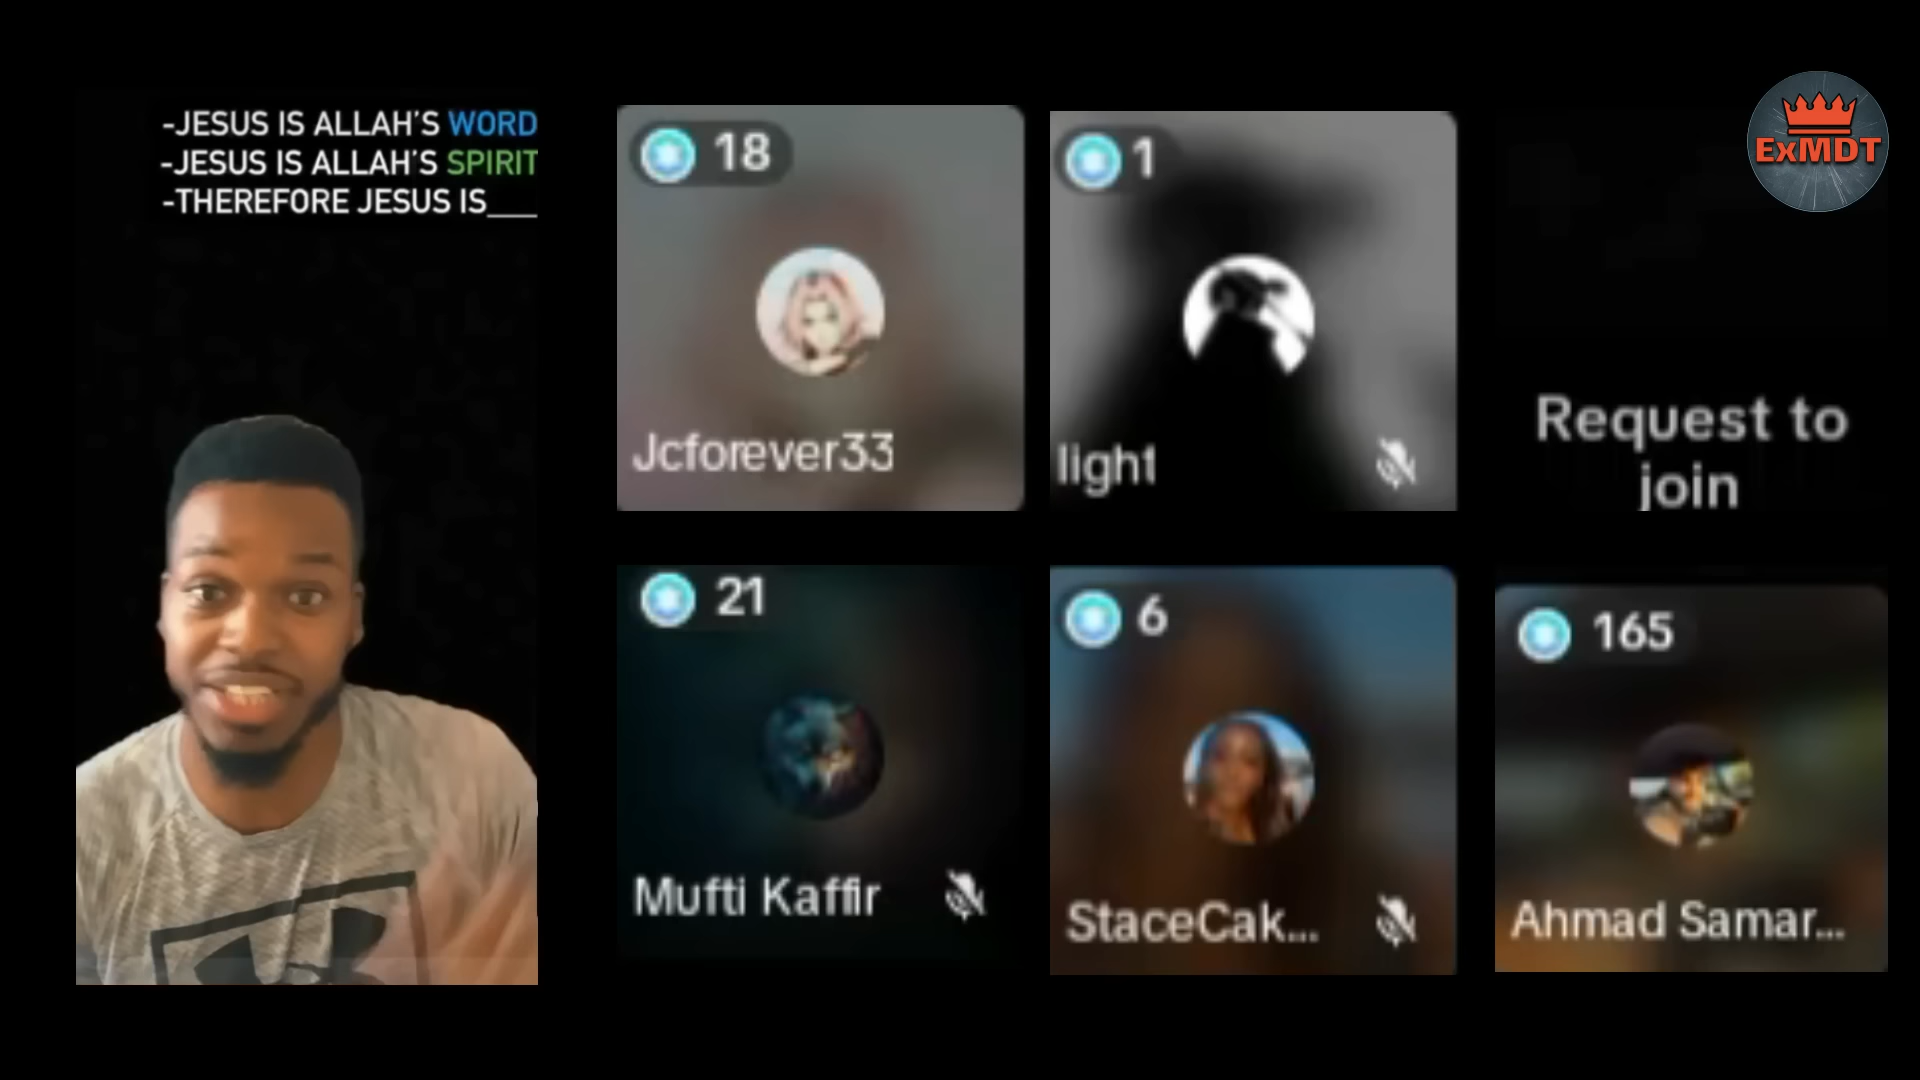 -JESUS IS ALLAH'S WORD
-JESUS IS ALLAH'S SPIRIT
-THEREFORE JESUS IS___
18
Jcforever33
1
light
Request to
join
ExMDT
21
Mufti Kaffir
6
StaceCak...
165
Ahmad Samar...